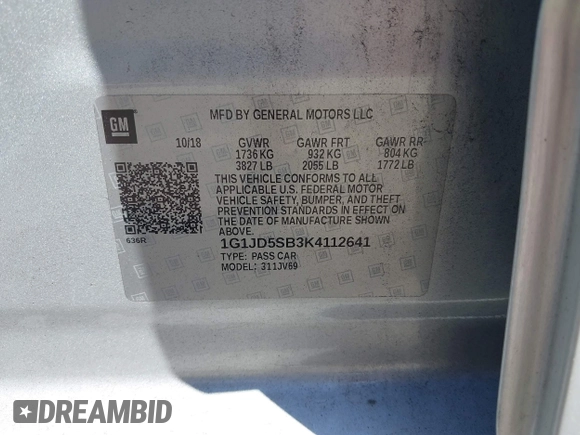 GM
MFD BY GENERAL MOTORS LLC
10/18 GVWR GAWR FRT GAWR RR
1736 KG 932 KG 804 KG
3827 LB 2055 LB 1772 LB
THIS VEHICLE CONFORMS TO ALL
APPLICABLE U.S. FEDERAL MOTOR
VEHICLE SAFETY, BUMPER, AND THEFT
PREVENTION STANDARDS IN EFFECT ON
THE DATE OF MANUFACTURE SHOWN
ABOVE.
636R
1G1JD5SB3K4112641
TYPE: PASS CAR
MODEL: 311JV69
DREAMBID